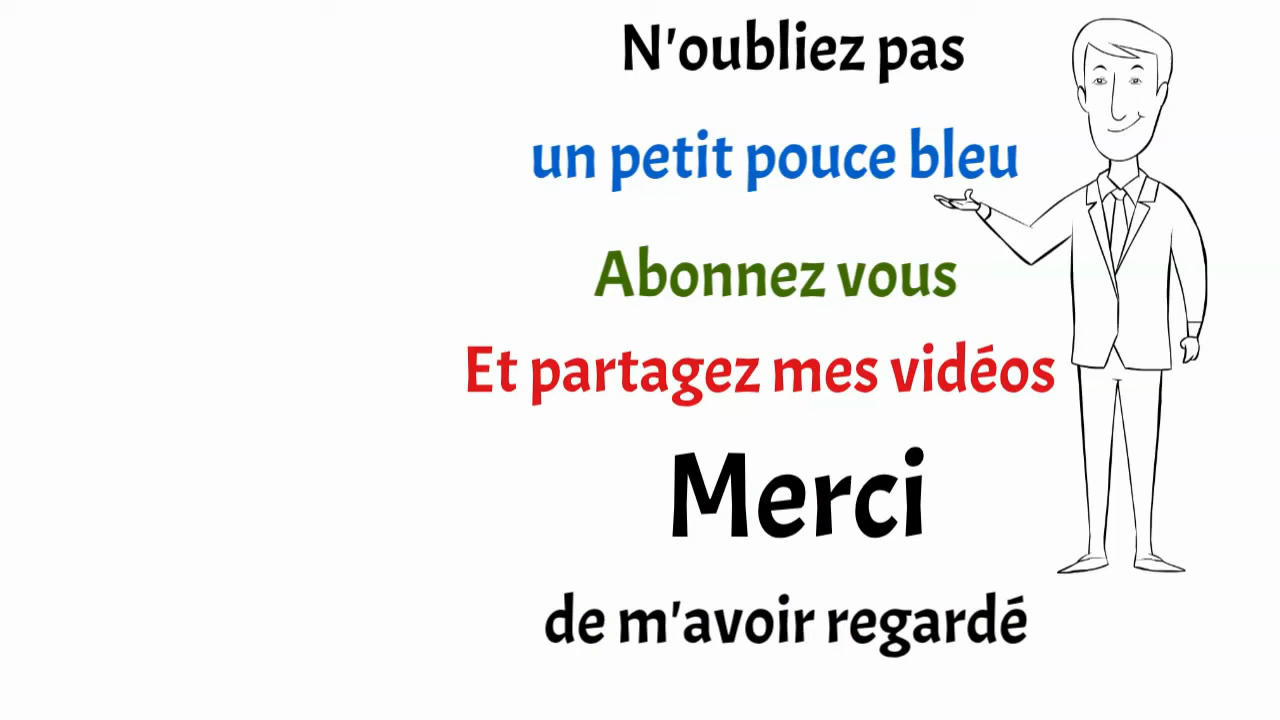 N'oubliez pas
un petit pouce bleu
Abonnez vous
Et partagez mes vidéos
Merci
de m'avoir regardé